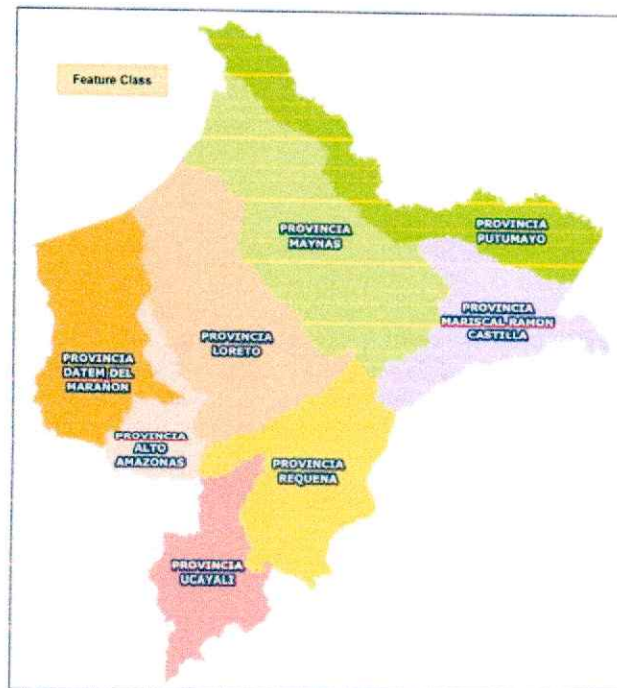 Feature Class
PROVINCIA
MAYNAS
PROVINCIA
PUTUMAYO
PROVINCIA
MARISCAL RAMON
CASTILLA
PROVINCIA
LORETO
PROVINCIA
DATEM DEL
MARAÑON
PROVINCIA
ALTO
AMAZONAS
PROVINCIA
REQUENA
PROVINCIA
UCAYALI